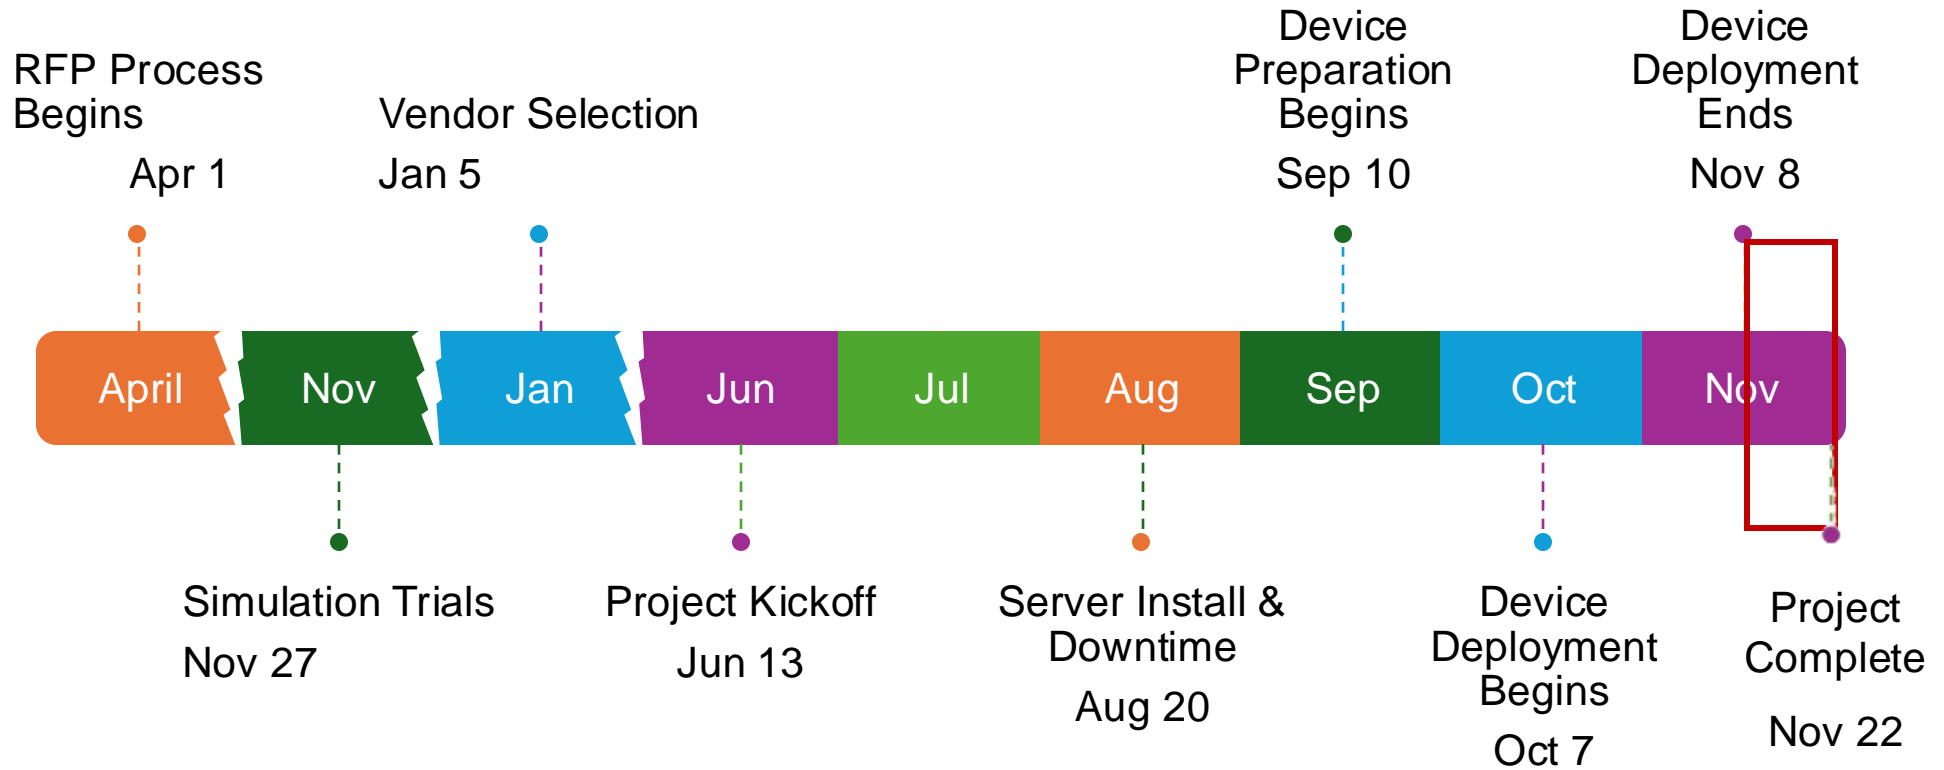 RFP Process
Begins
Apr 1
Vendor Selection
Jan 5
Device
Preparation
Begins
Sep 10
Device
Deployment
Ends
Nov 8
April
Nov
Jan
Jun
Jul
Aug
Sep
Oct
Nov
Simulation Trials
Nov 27
Project Kickoff
Jun 13
Server Install &
Downtime
Aug 20
Device
Deployment
Begins
Oct 7
Project
Complete
Nov 22